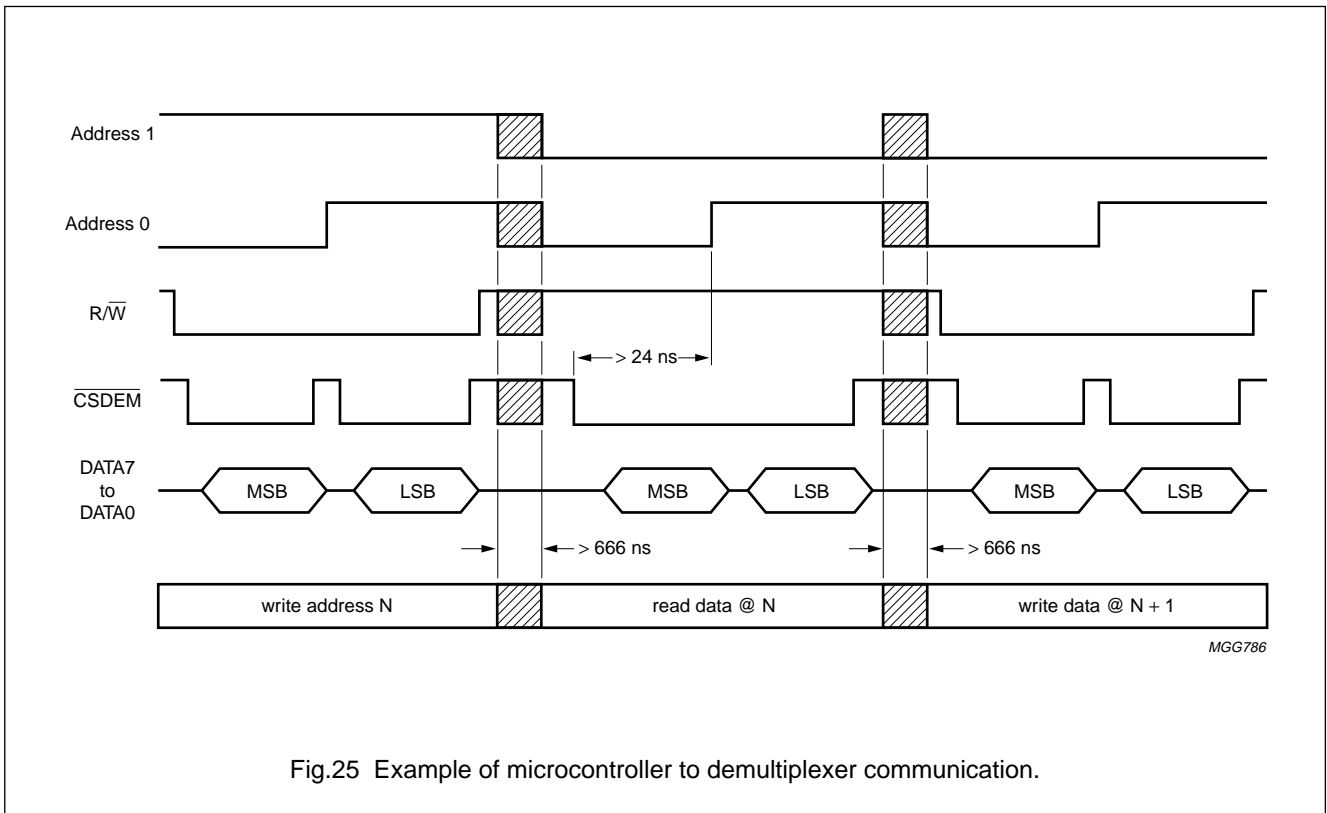 Address 1
Address 0
R/W̅
> 24 ns
C̅S̅D̅E̅M̅
DATA7
to
DATA0
MSB LSB MSB LSB MSB LSB
> 666 ns > 666 ns
write address N read data @ N write data @ N + 1
MGG786
Fig.25 Example of microcontroller to demultiplexer communication.